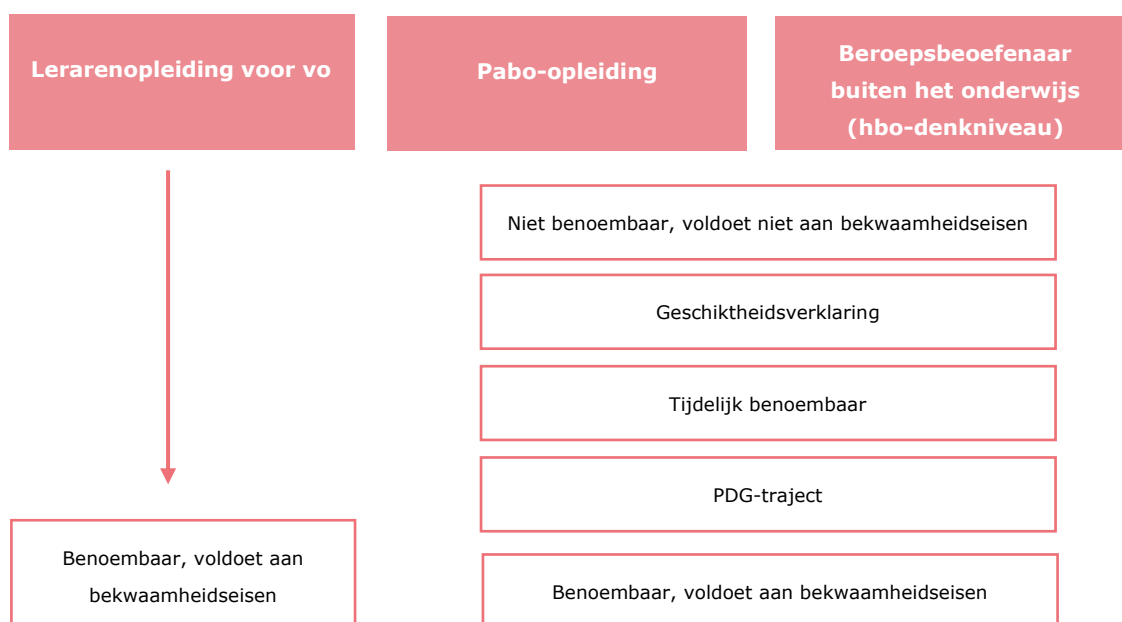 Lerarenopleiding voor vo
Pabo-opleiding
Beroepsbeoefenaar
buiten het onderwijs
(hbo-denkniveau)
Niet benoembaar, voldoet niet aan bekwaamheidseisen
Geschiktheidsverklaring
Tijdelijk benoembaar
PDG-traject
Benoembaar, voldoet aan
bekwaamheidseisen
Benoembaar, voldoet aan bekwaamheidseisen